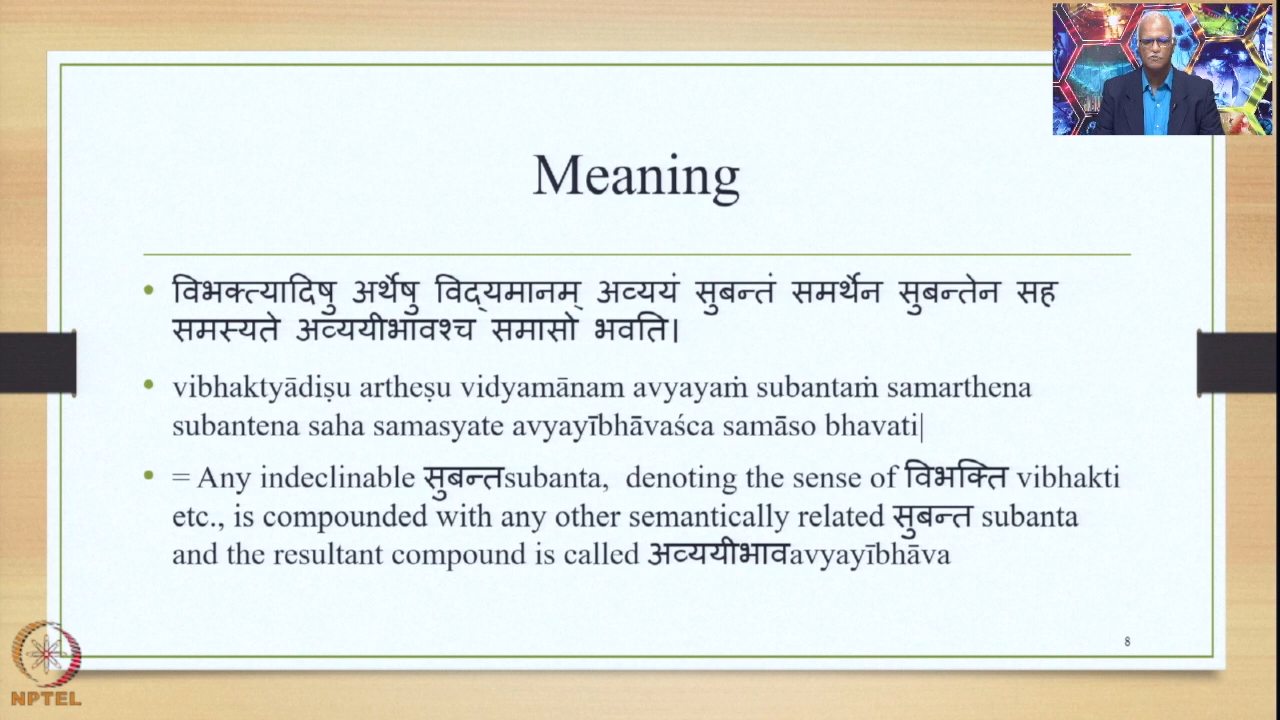 Meaning
विभक्त्यादिषु अर्थेषु विद्यमानम् अव्ययं सुबन्तं समर्थेन सुबन्तेन सह
समस्यते अव्ययीभावश्च समासो भवति।
vibhaktyādiṣu artheṣu vidyamānam avyayaṁ subantaṁ samarthena
subantena saha samasyate avyayībhāvaśca samāso bhavati|
= Any indeclinable सुबन्तsubanta, denoting the sense of विभक्ति vibhakti
etc., is compounded with any other semantically related सुबन्त subanta
and the resultant compound is called अव्ययीभावavyayībhāva
8
NPTEL